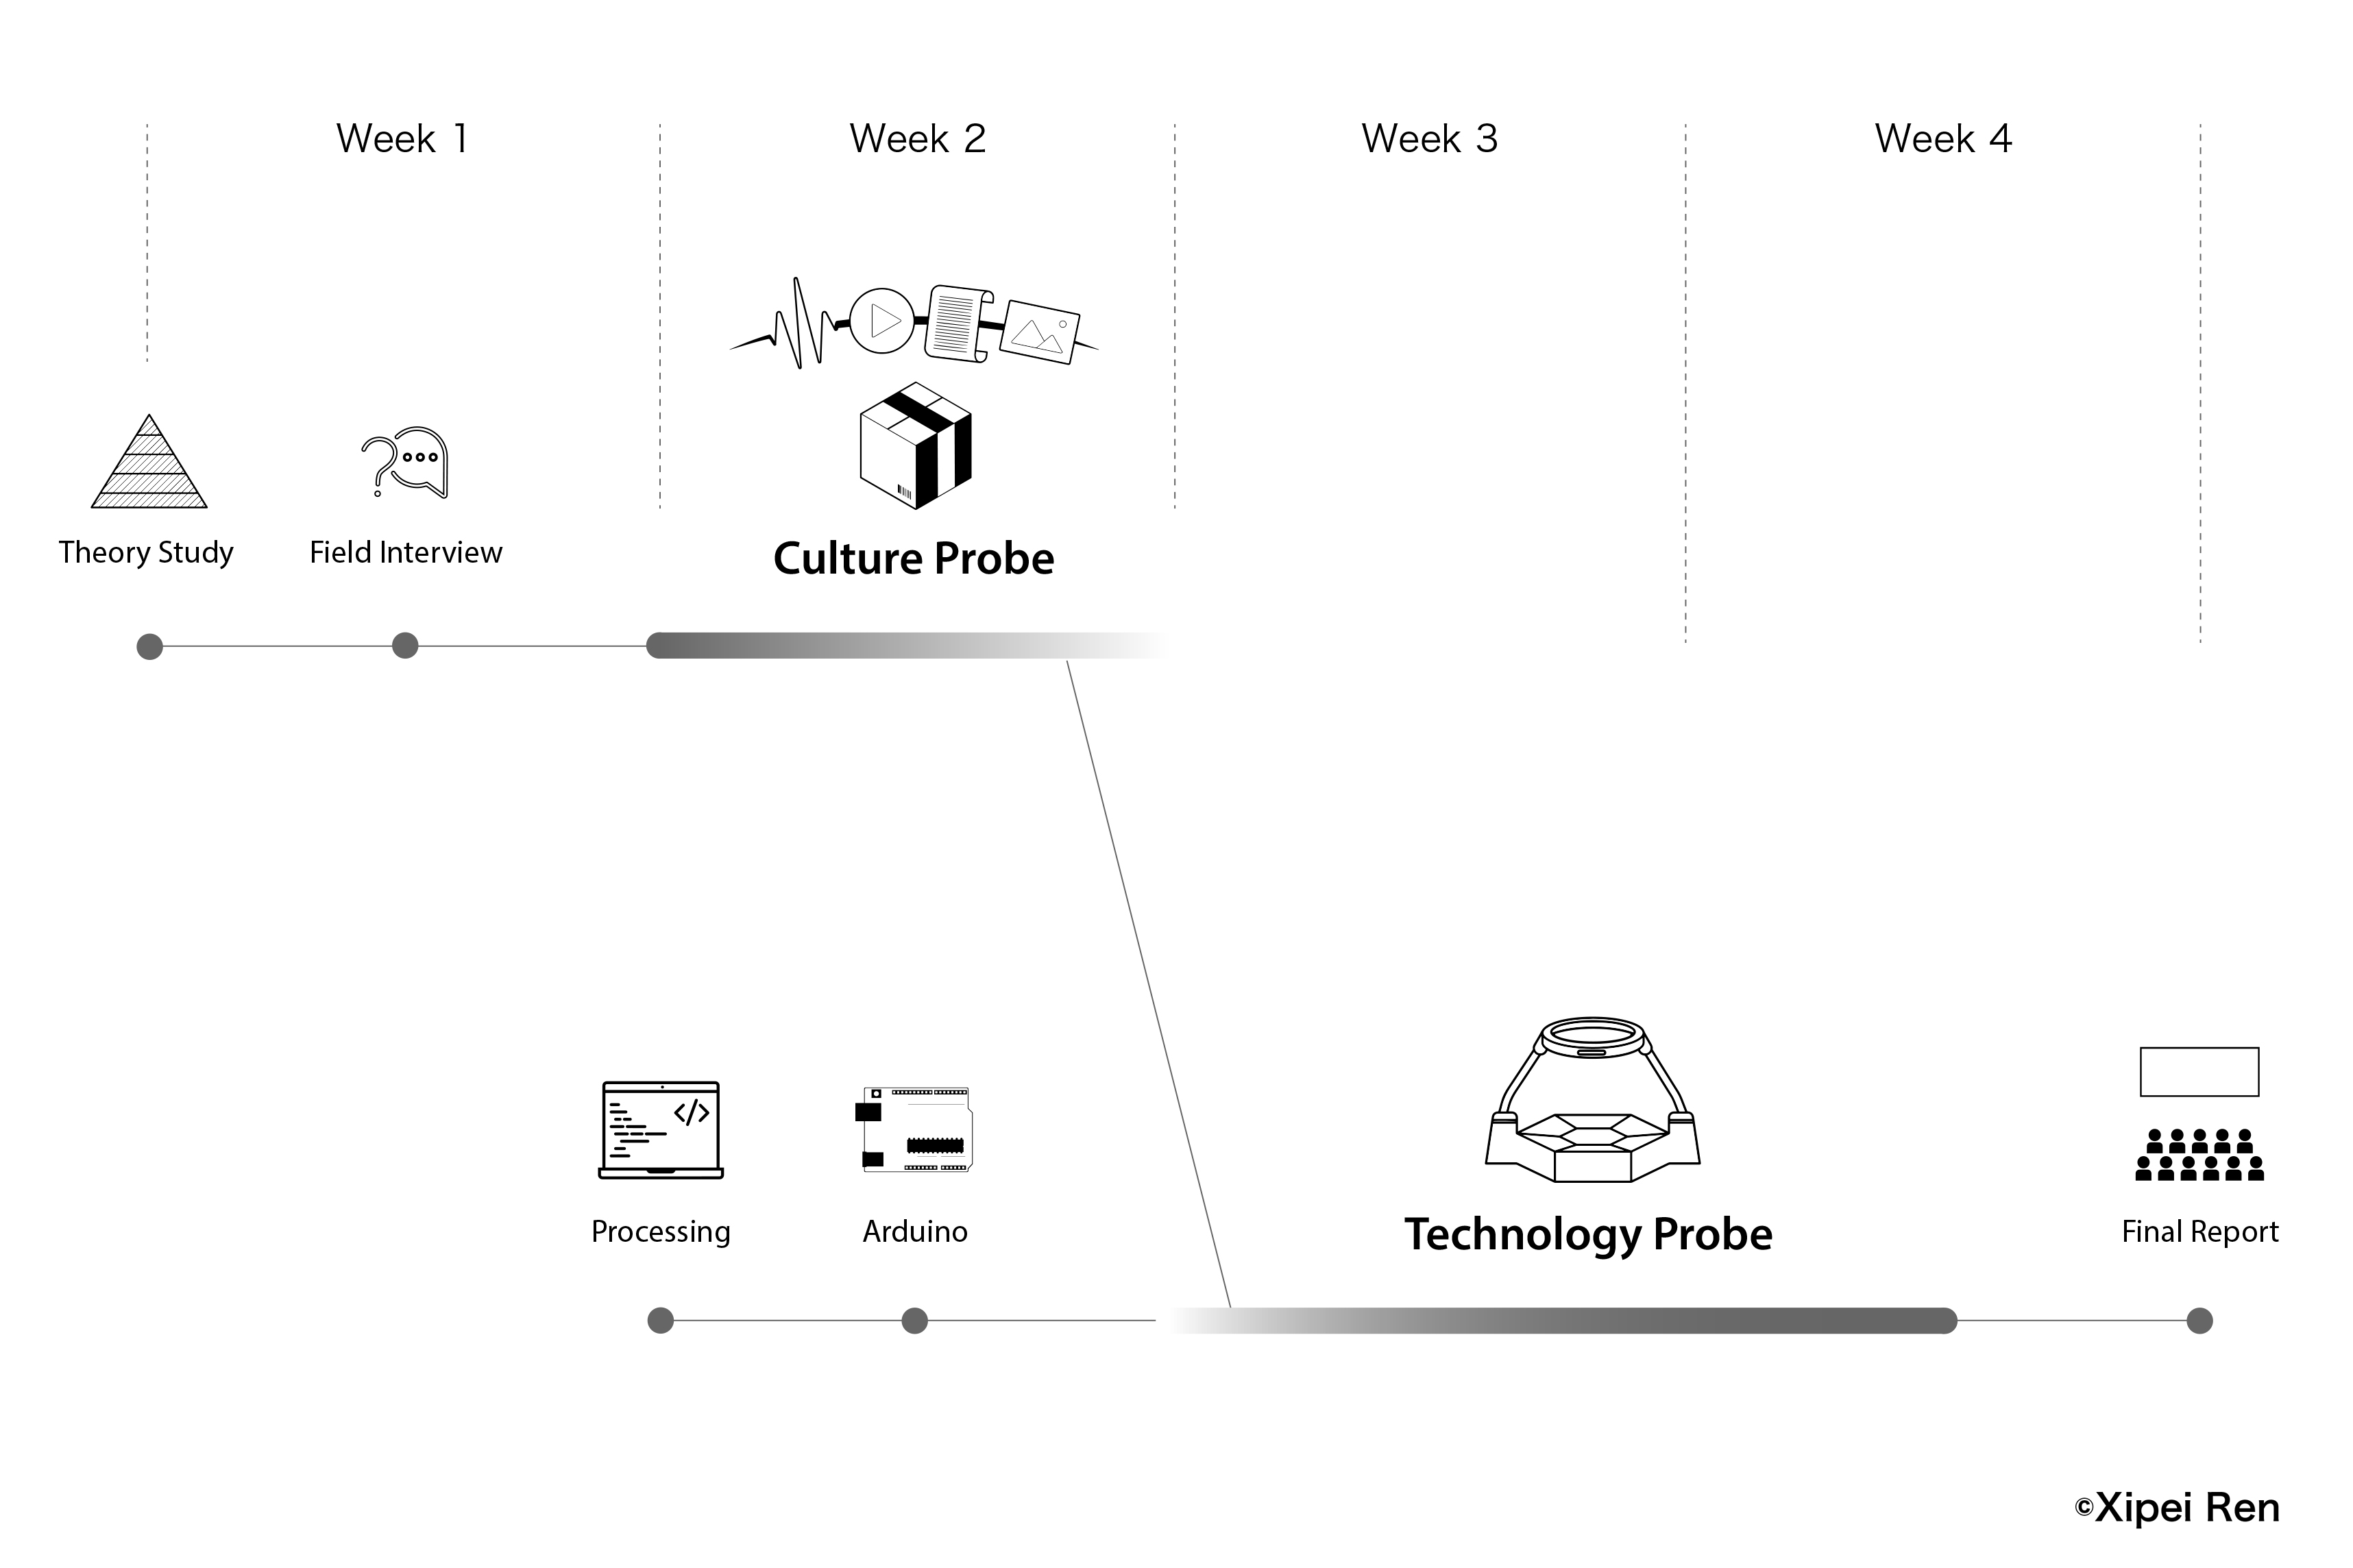 Week 1
Week 2
Week 3
Week 4
Theory Study
Field Interview
Culture Probe
Processing
Arduino
Technology Probe
Final Report
©Xipei Ren